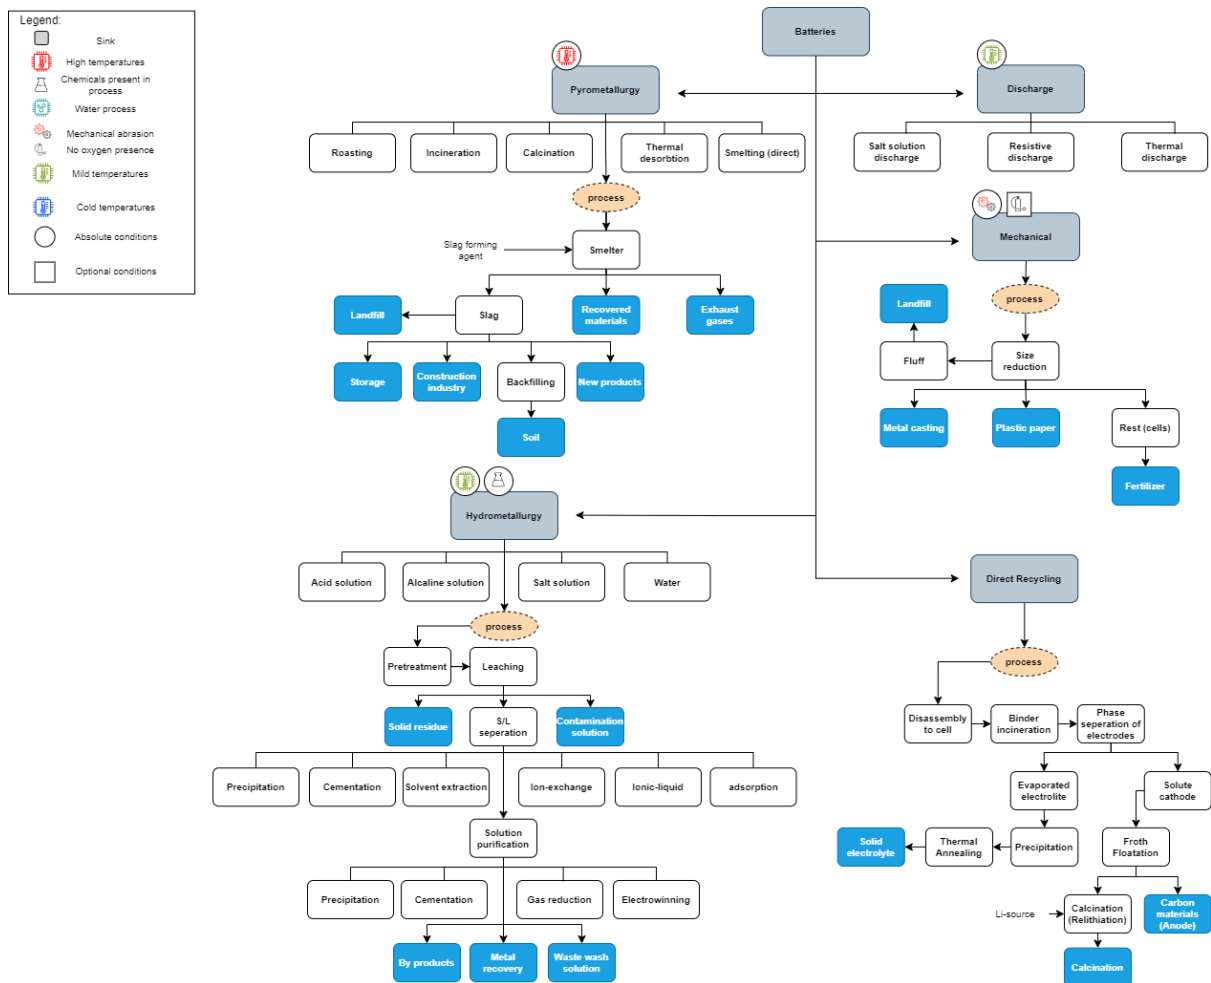 Legend:
Sink
High temperatures
Chemicals present in
process
Water process
Mechanical abrasion
No oxygen presence
Mild temperatures
Cold temperatures
Absolute conditions
Optional conditions
Batteries
Pyrometallurgy
Discharge
Roasting
Incineration
Calcination
Thermal
desorbtion
Smelting (direct)
Salt solution
discharge
Resistive
discharge
Thermal
discharge
process
Slag forming
agent
Smelter
Mechanical
process
Landfill
Slag
Recovered
materials
Exhaust
gases
Landfill
Fluff
Size
reduction
Storage
Construction
industry
Backfilling
New products
Soil
Metal casting
Plastic paper
Rest (cells)
Fertilizer
Hydrometallurgy
Acid solution
Alcaline solution
Salt solution
Water
process
Pretreatment
Leaching
Solid residue
S/L
seperation
Contamination
solution
Precipitation
Cementation
Solvent extraction
Ion-exchange
Ionic-liquid
adsorption
Solution
purification
Precipitation
Cementation
Gas reduction
Electrowinning
By products
Metal
recovery
Waste wash
solution
Direct Recycling
process
Disassembly
to cell
Binder
incineration
Phase
seperation of
electrodes
Evaporated
electrolite
Solute
cathode
Solid
electrolyte
Thermal
Annealing
Precipitation
Froth
Floatation
Li-source
Calcination
(Relithiation)
Carbon
materials
(Anode)
Calcination